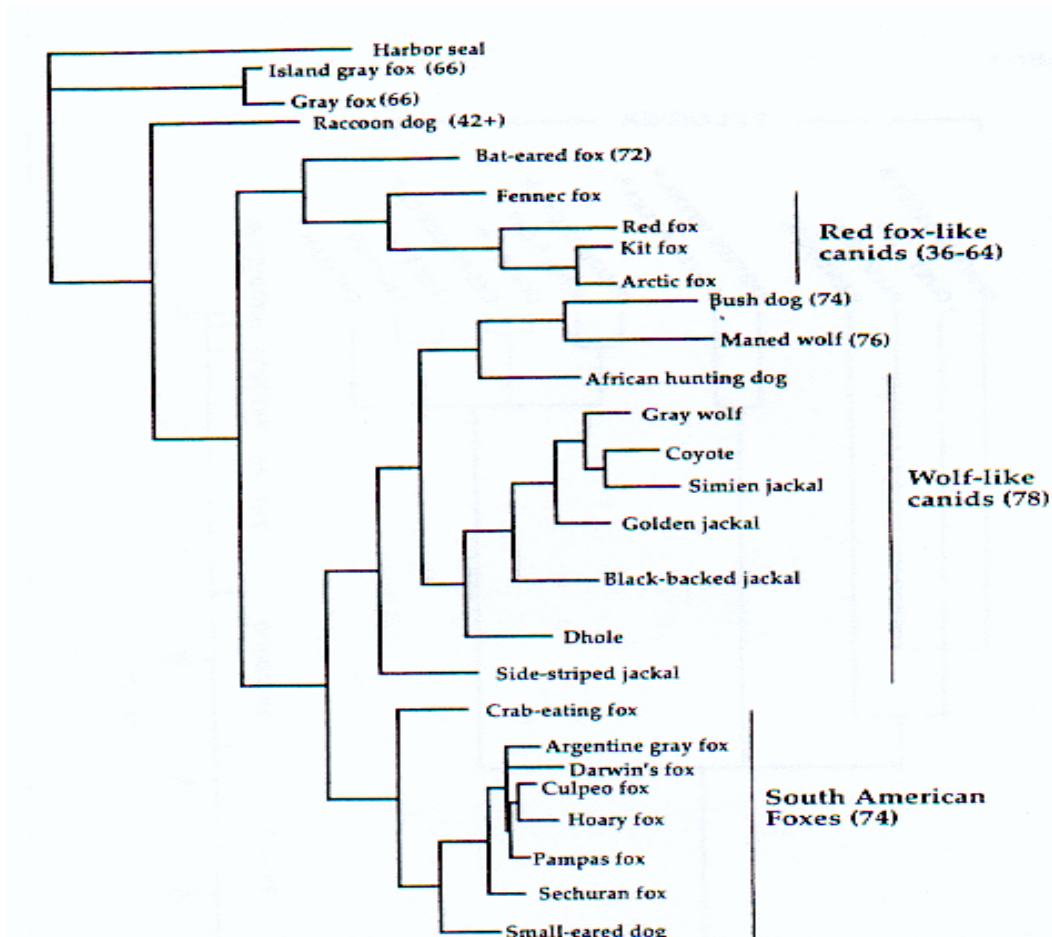 Harbor seal
Island gray fox (66)
Gray fox(66)
Raccoon dog (42+)
Bat-eared fox (72)
Fennec fox
Red fox
Kit fox
Arctic fox
Red fox-like
canids (36-64)
Bush dog (74)
Maned wolf (76)
African hunting dog
Gray wolf
Coyote
Simien jackal
Golden jackal
Black-backed jackal
Dhole
Side-striped jackal
Wolf-like
canids (78)
Crab-eating fox
Argentine gray fox
Darwin's fox
Culpeo fox
Hoary fox
Pampas fox
Sechuran fox
Small-eared dog
South American
Foxes (74)